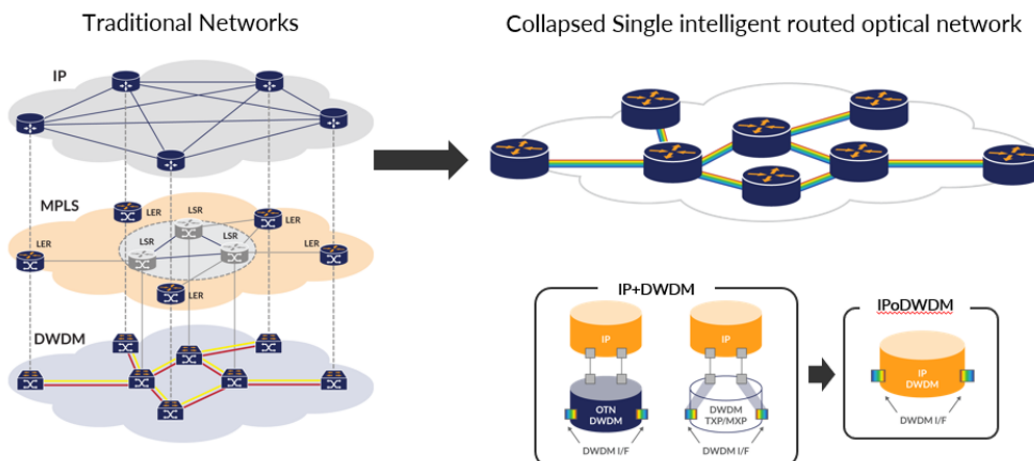 Traditional Networks
Collapsed Single intelligent routed optical network
IP
MPLS
LER
LSR
LER
LER
LSR
LSR
LER
LER
DWDM
IP+DWDM
IP
IP
OTN
DWDM
DWDM
TXP/MXP
DWDM I/F
DWDM I/F
IPoDWDM
IP
DWDM
DWDM I/F